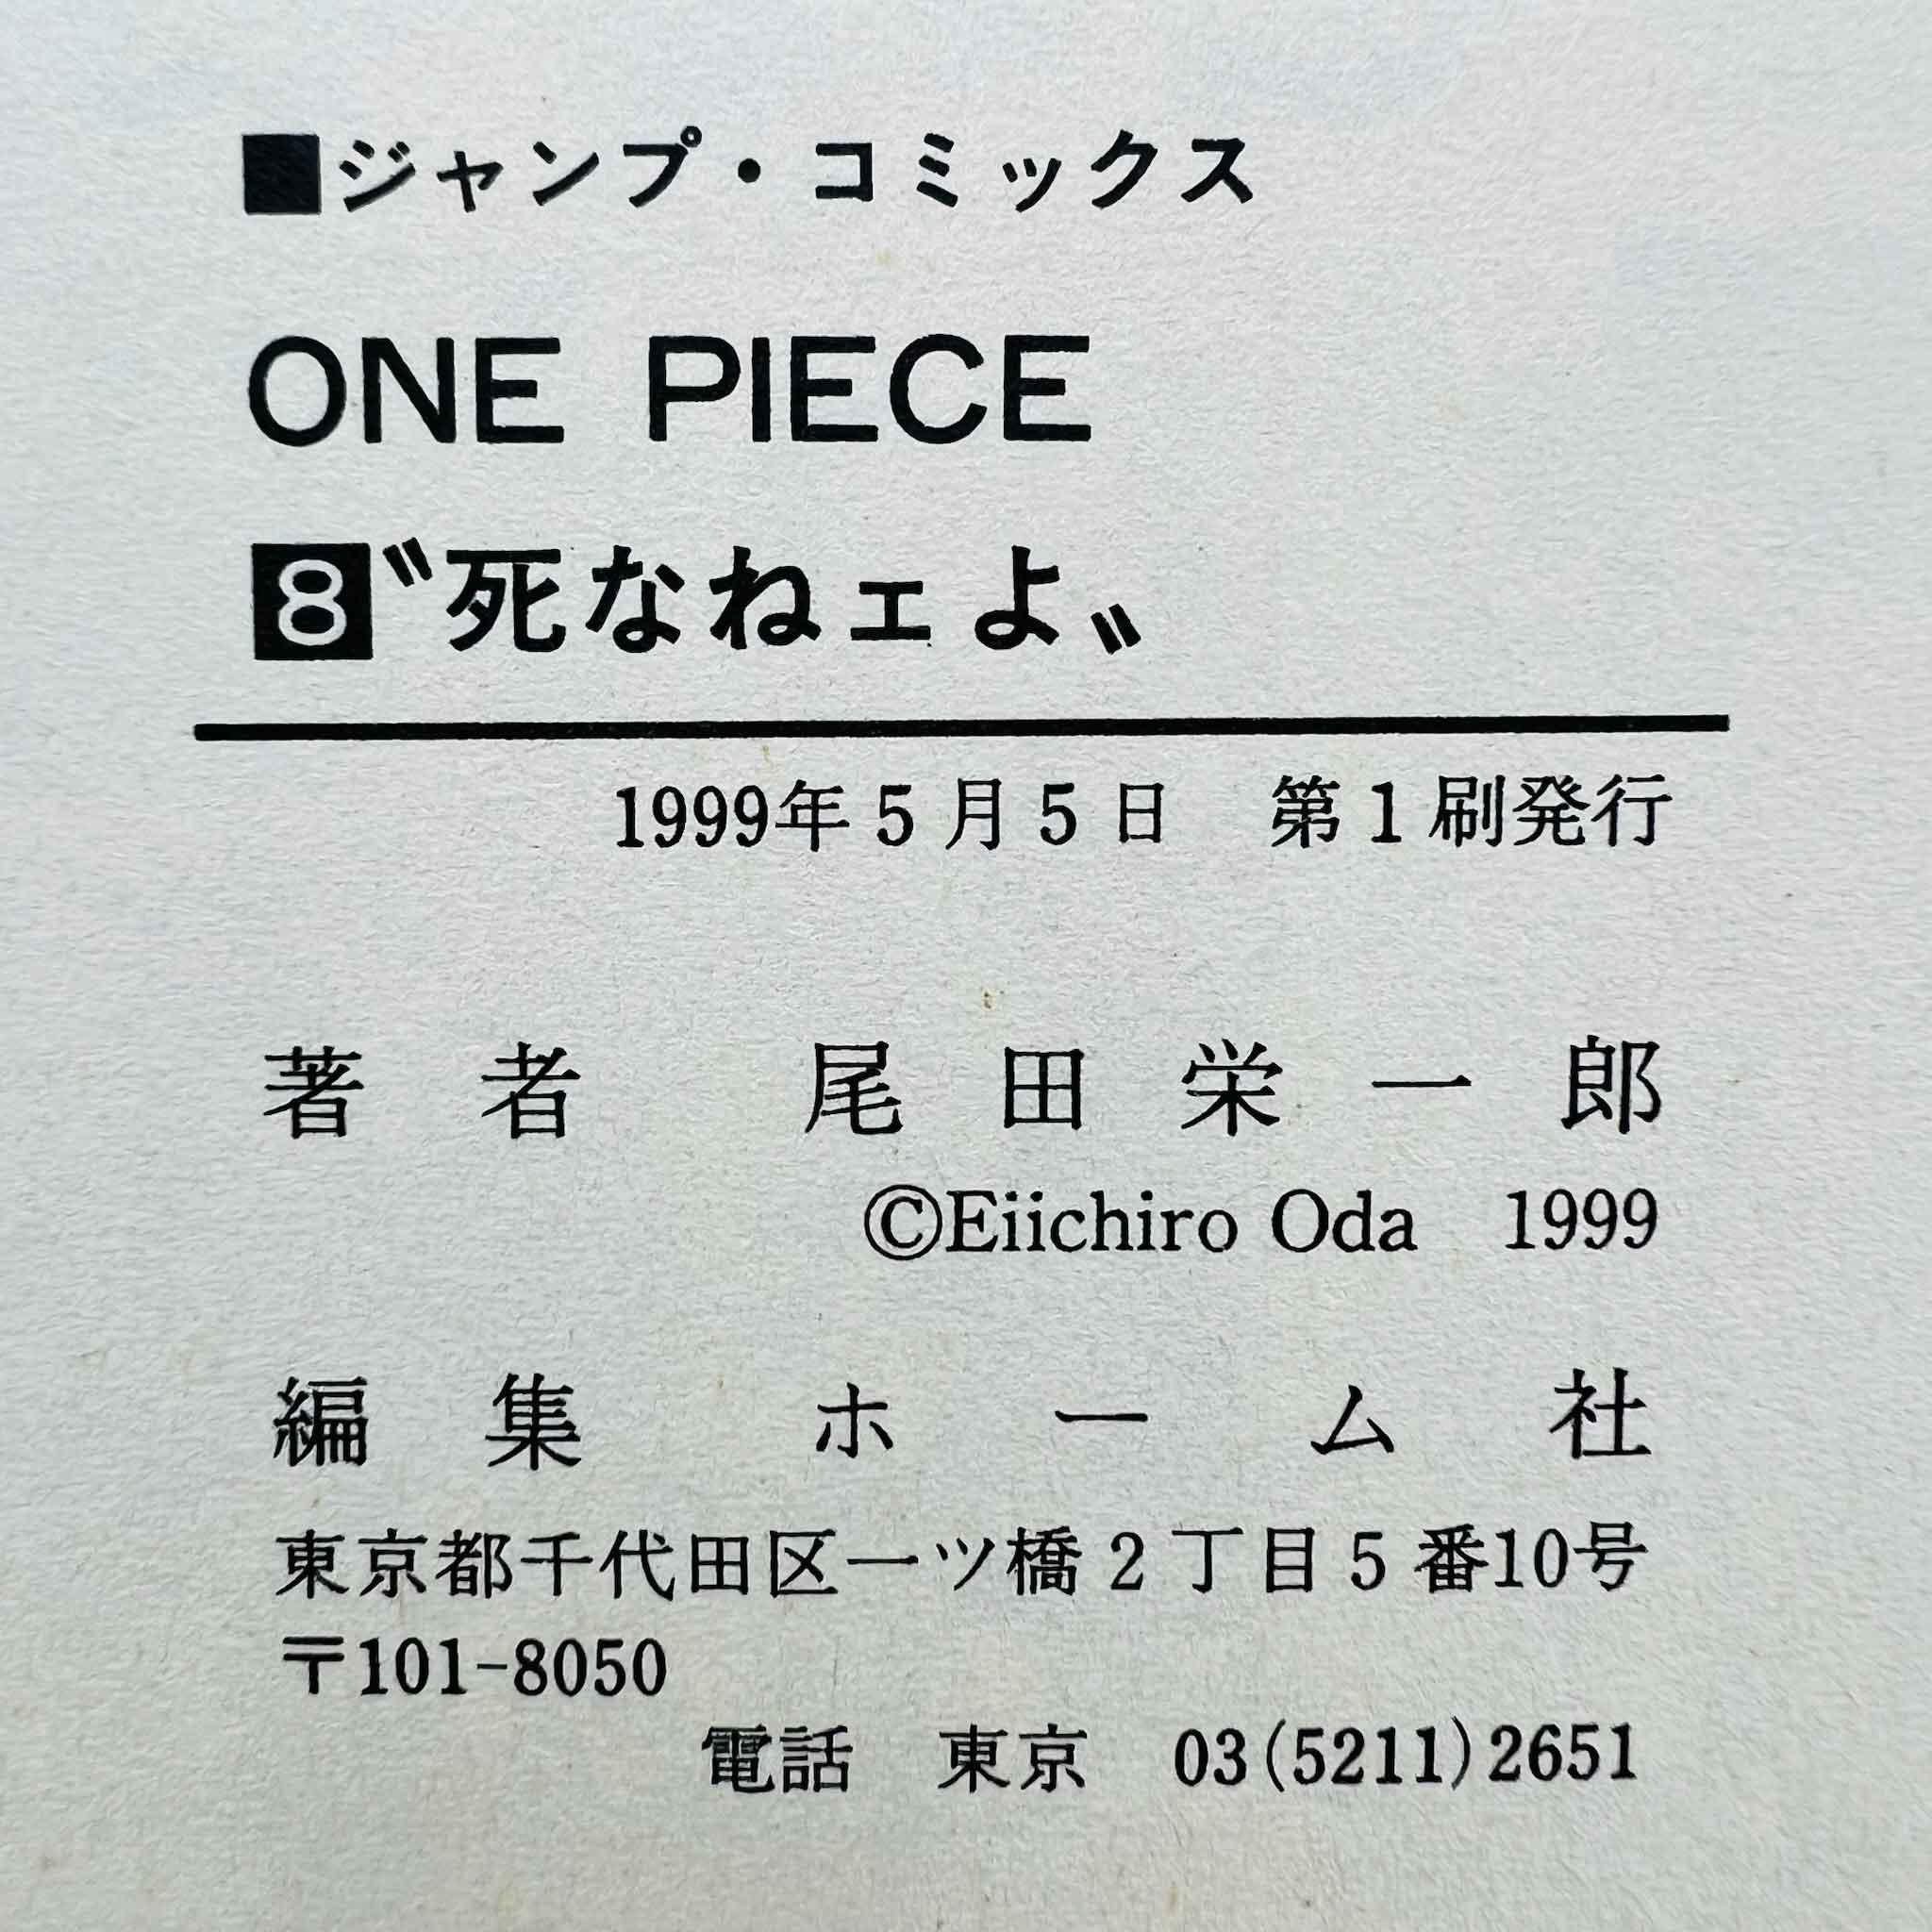 ■ジャンプ・コミックス
ONE PIECE
8〝死なねェよ〟
1999年5月5日　第1刷発行
著者　尾田栄一郎
©Eiichiro Oda　1999
編集　ホーム社
東京都千代田区一ツ橋2丁目5番10号
〒101-8050
電話　東京　03(5211)2651